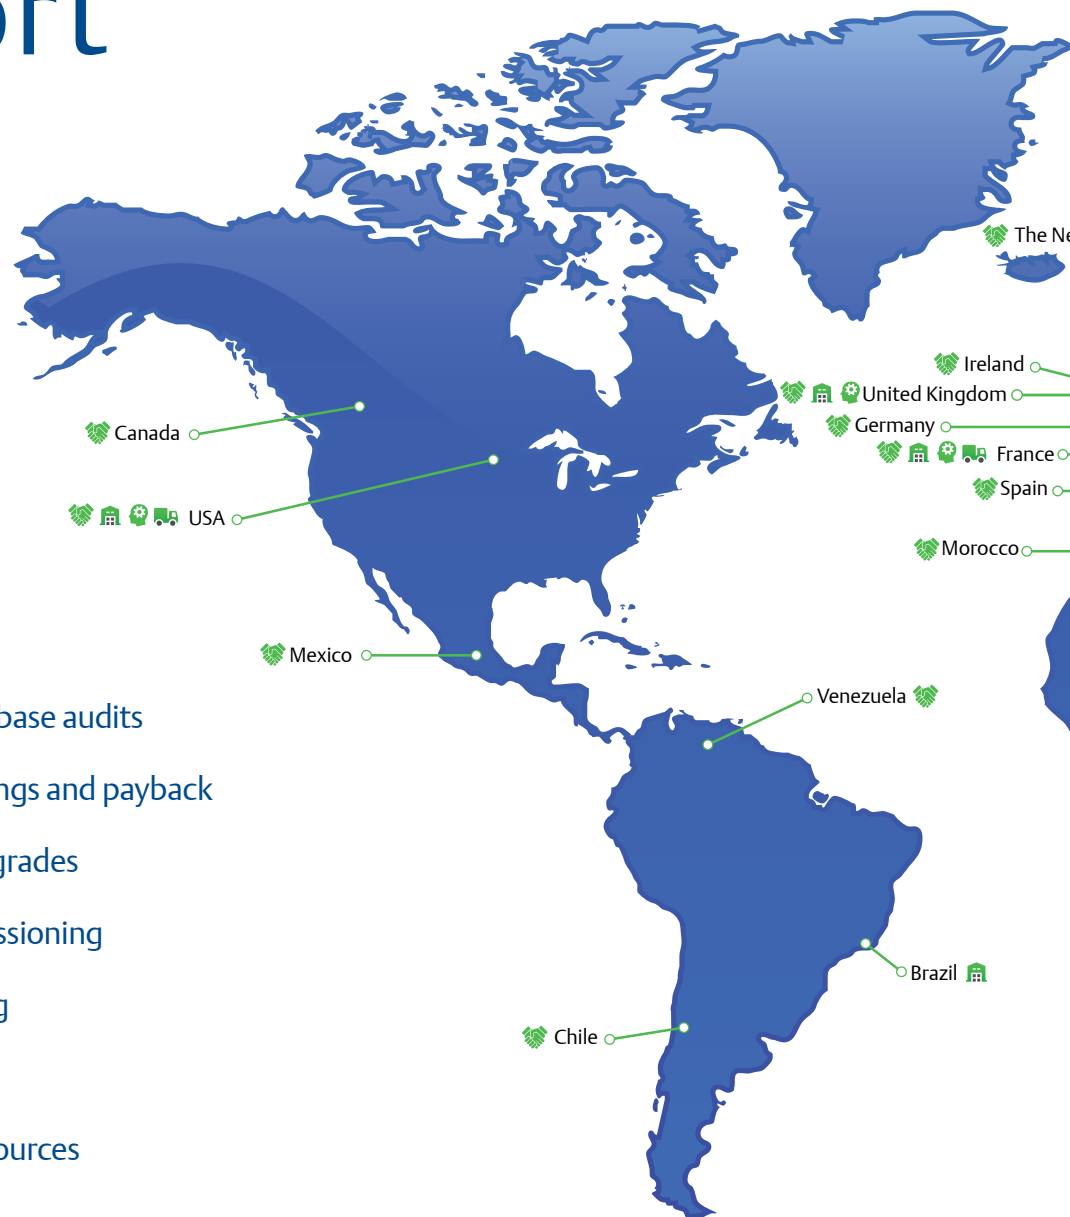 ort
The Ne
Ireland
United Kingdom
Germany
Canada
France
Spain
USA
Morocco
Mexico
Venezuela
base audits
ngs and payback
grades
ssioning
Brazil
g
Chile
ources